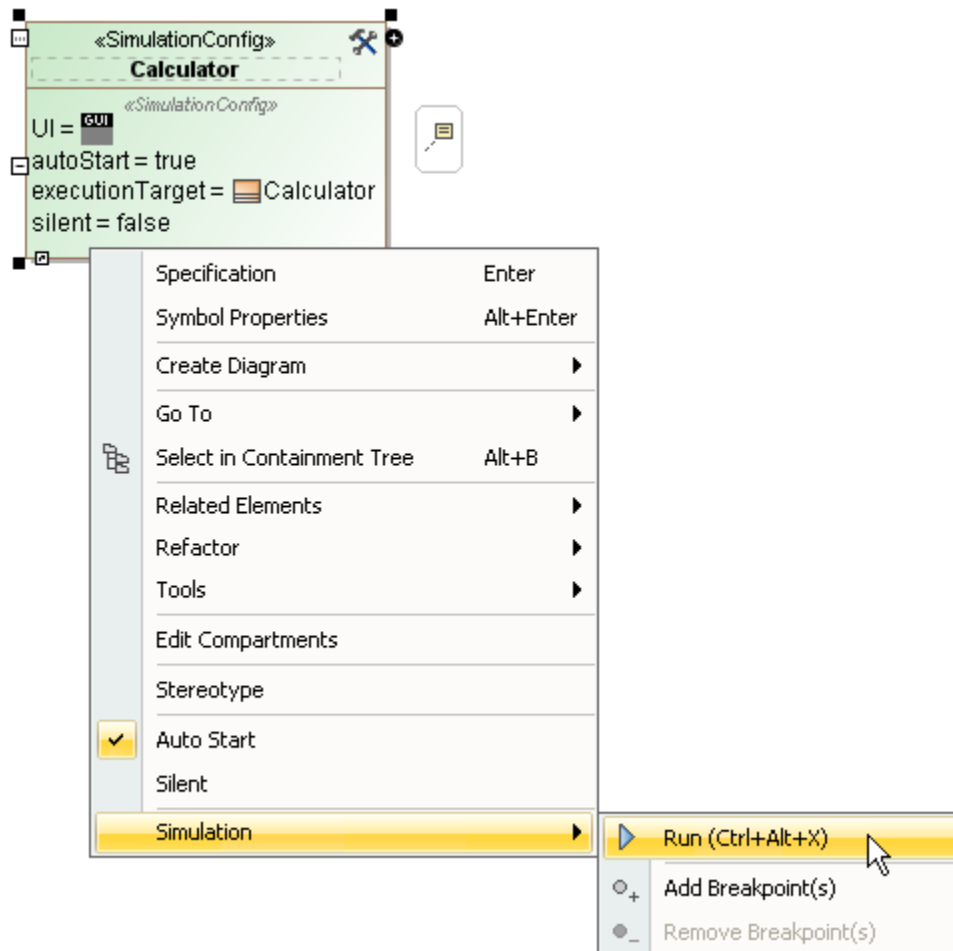 «SimulationConfig»
Calculator
«SimulationConfig»
UI = GUI
autoStart = true
executionTarget = Calculator
silent = false
Specification Enter
Symbol Properties Alt+Enter
Create Diagram
Go To
Select in Containment Tree Alt+B
Related Elements
Refactor
Tools
Edit Compartments
Stereotype
Auto Start
Silent
Simulation
Run (Ctrl+Alt+X)
Add Breakpoint(s)
Remove Breakpoint(s)